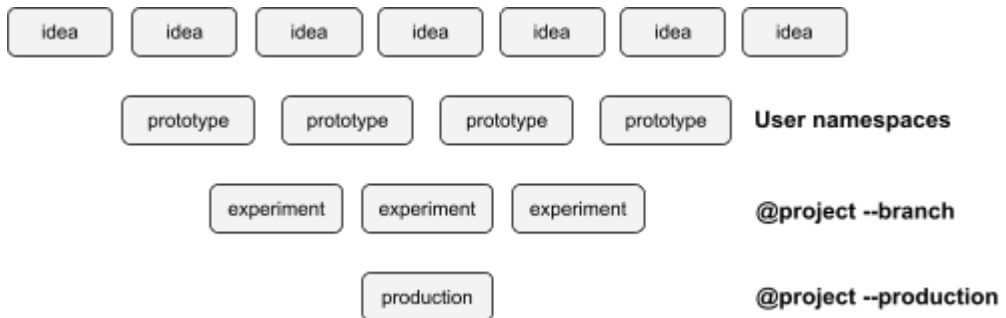 idea idea idea idea idea idea idea
prototype prototype prototype prototype User namespaces
experiment experiment experiment @project --branch
production @project --production